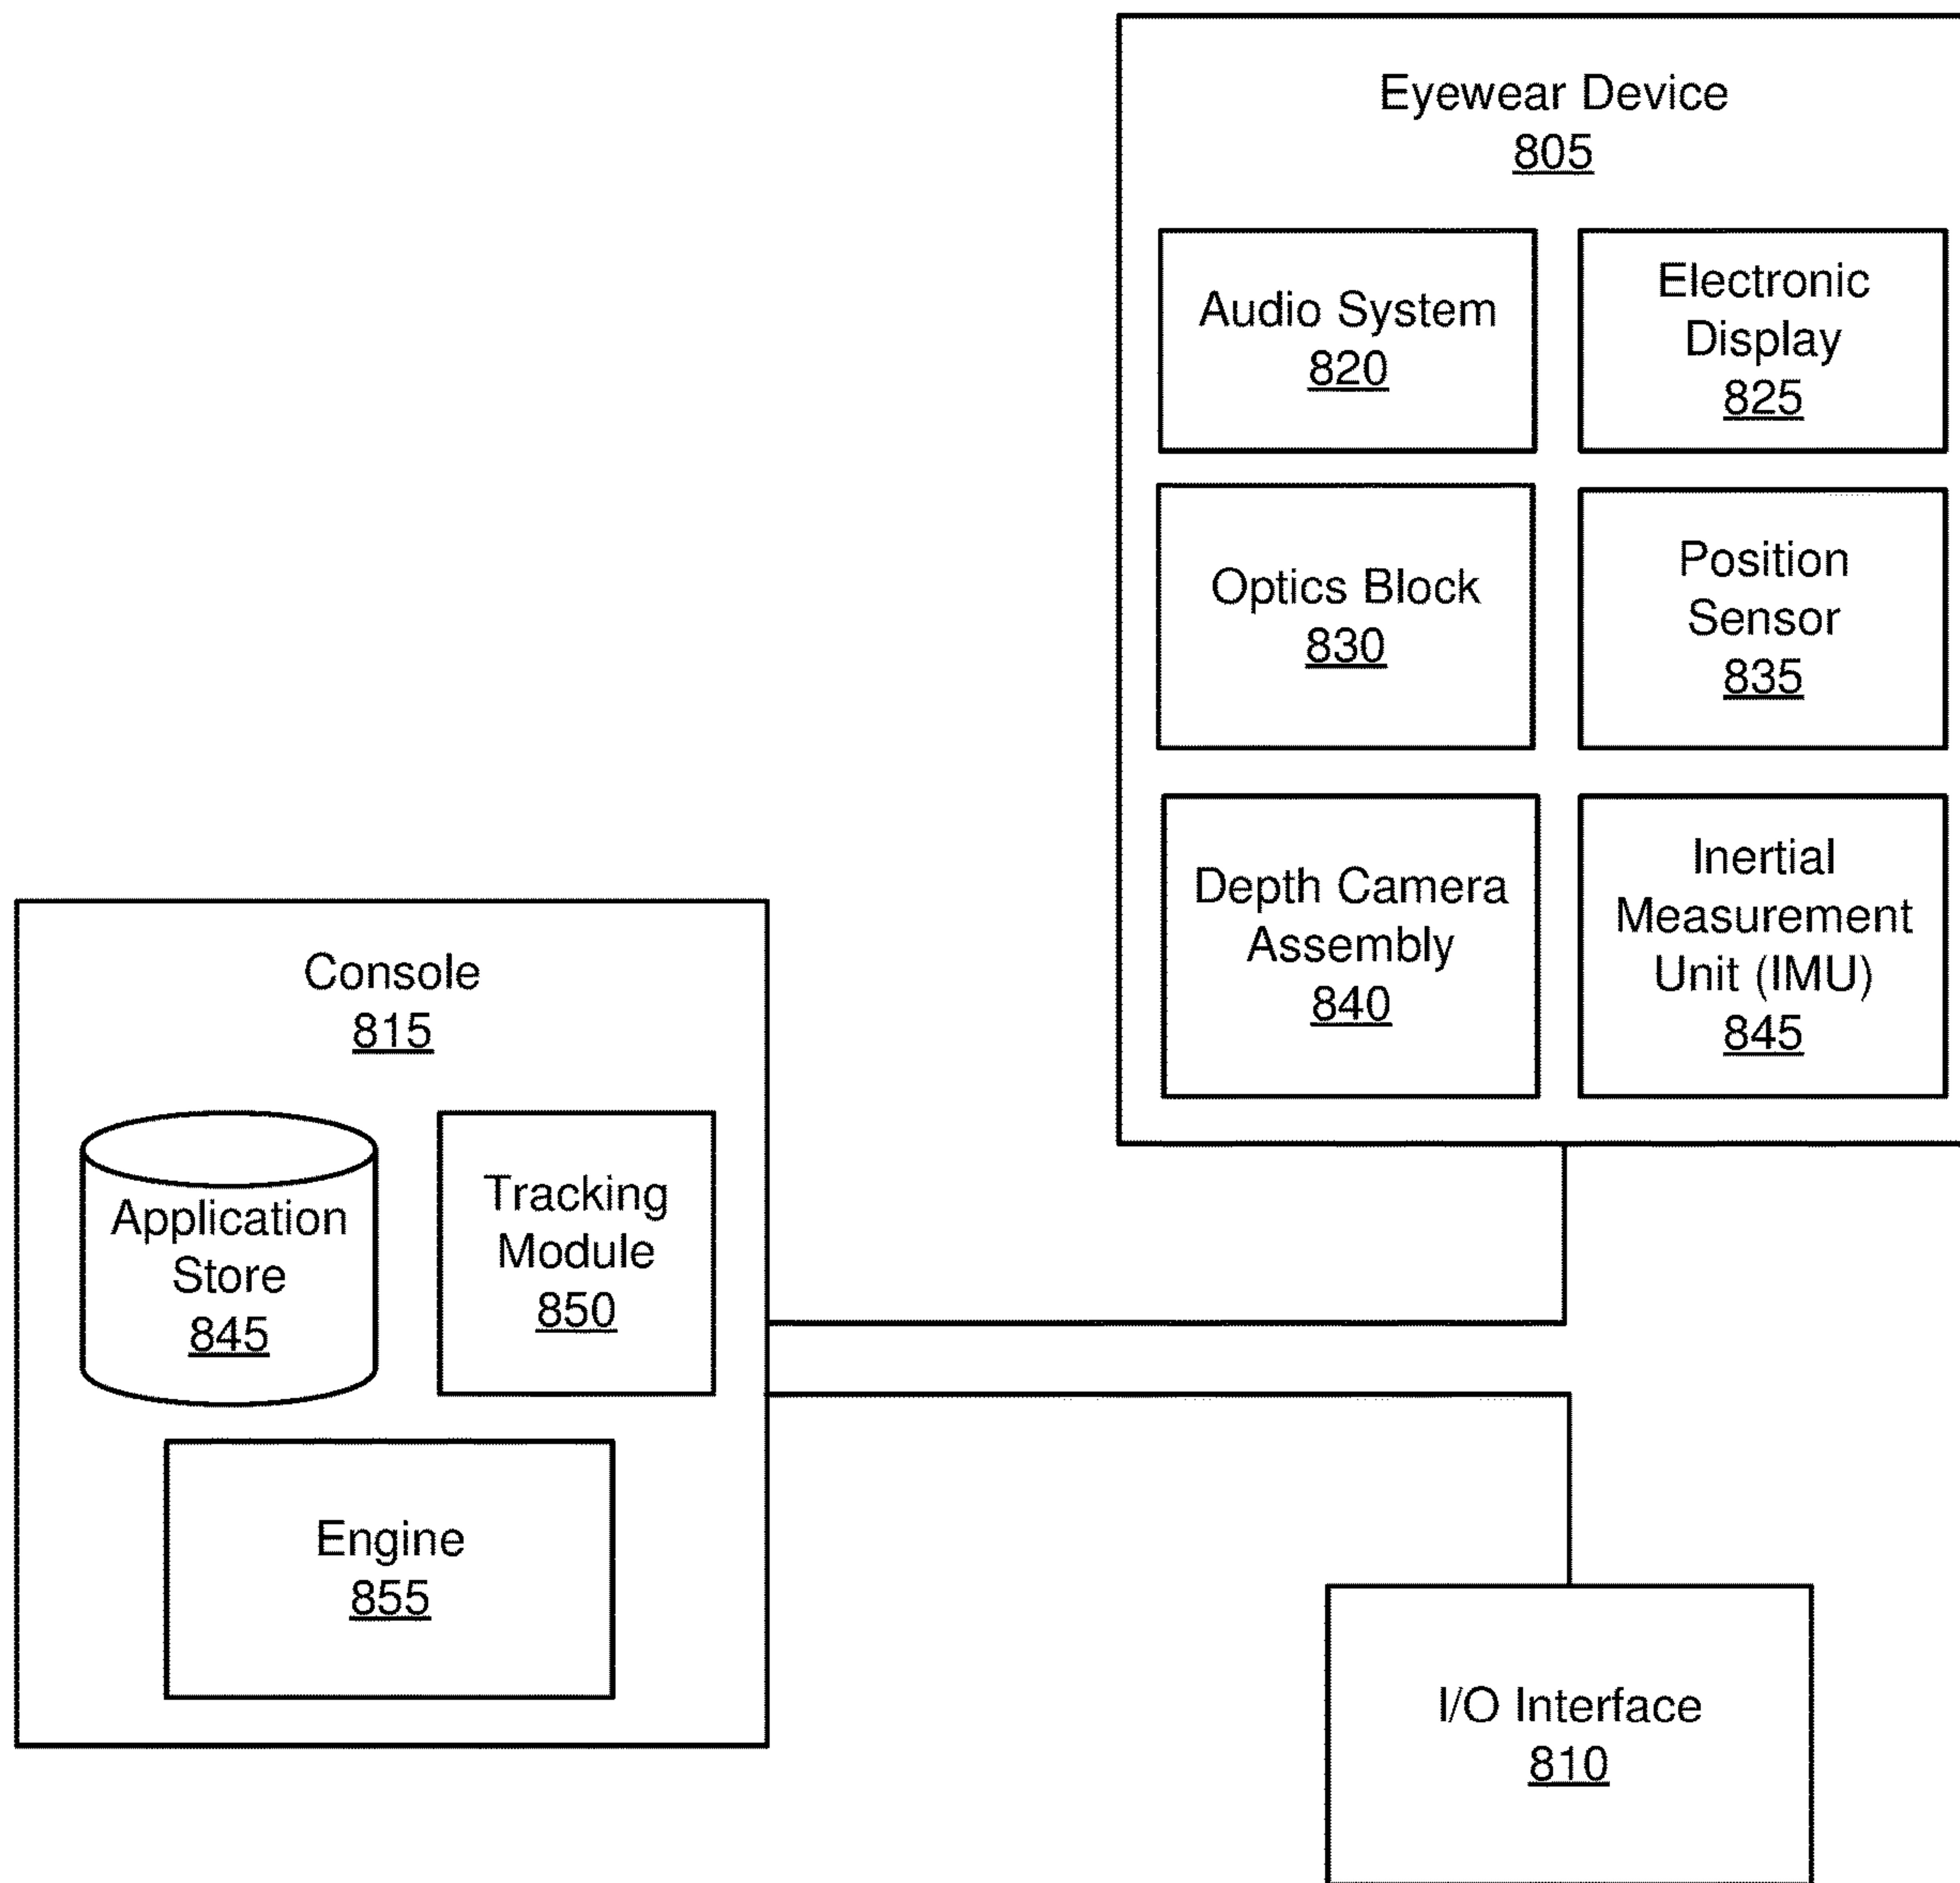 Eyewear Device
805
Audio System
820
Electronic
Display
825
Optics Block
830
Position
Sensor
835
Depth Camera
Assembly
840
Inertial
Measurement
Unit (IMU)
845
Console
815
Application
Store
845
Tracking
Module
850
Engine
855
I/O Interface
810